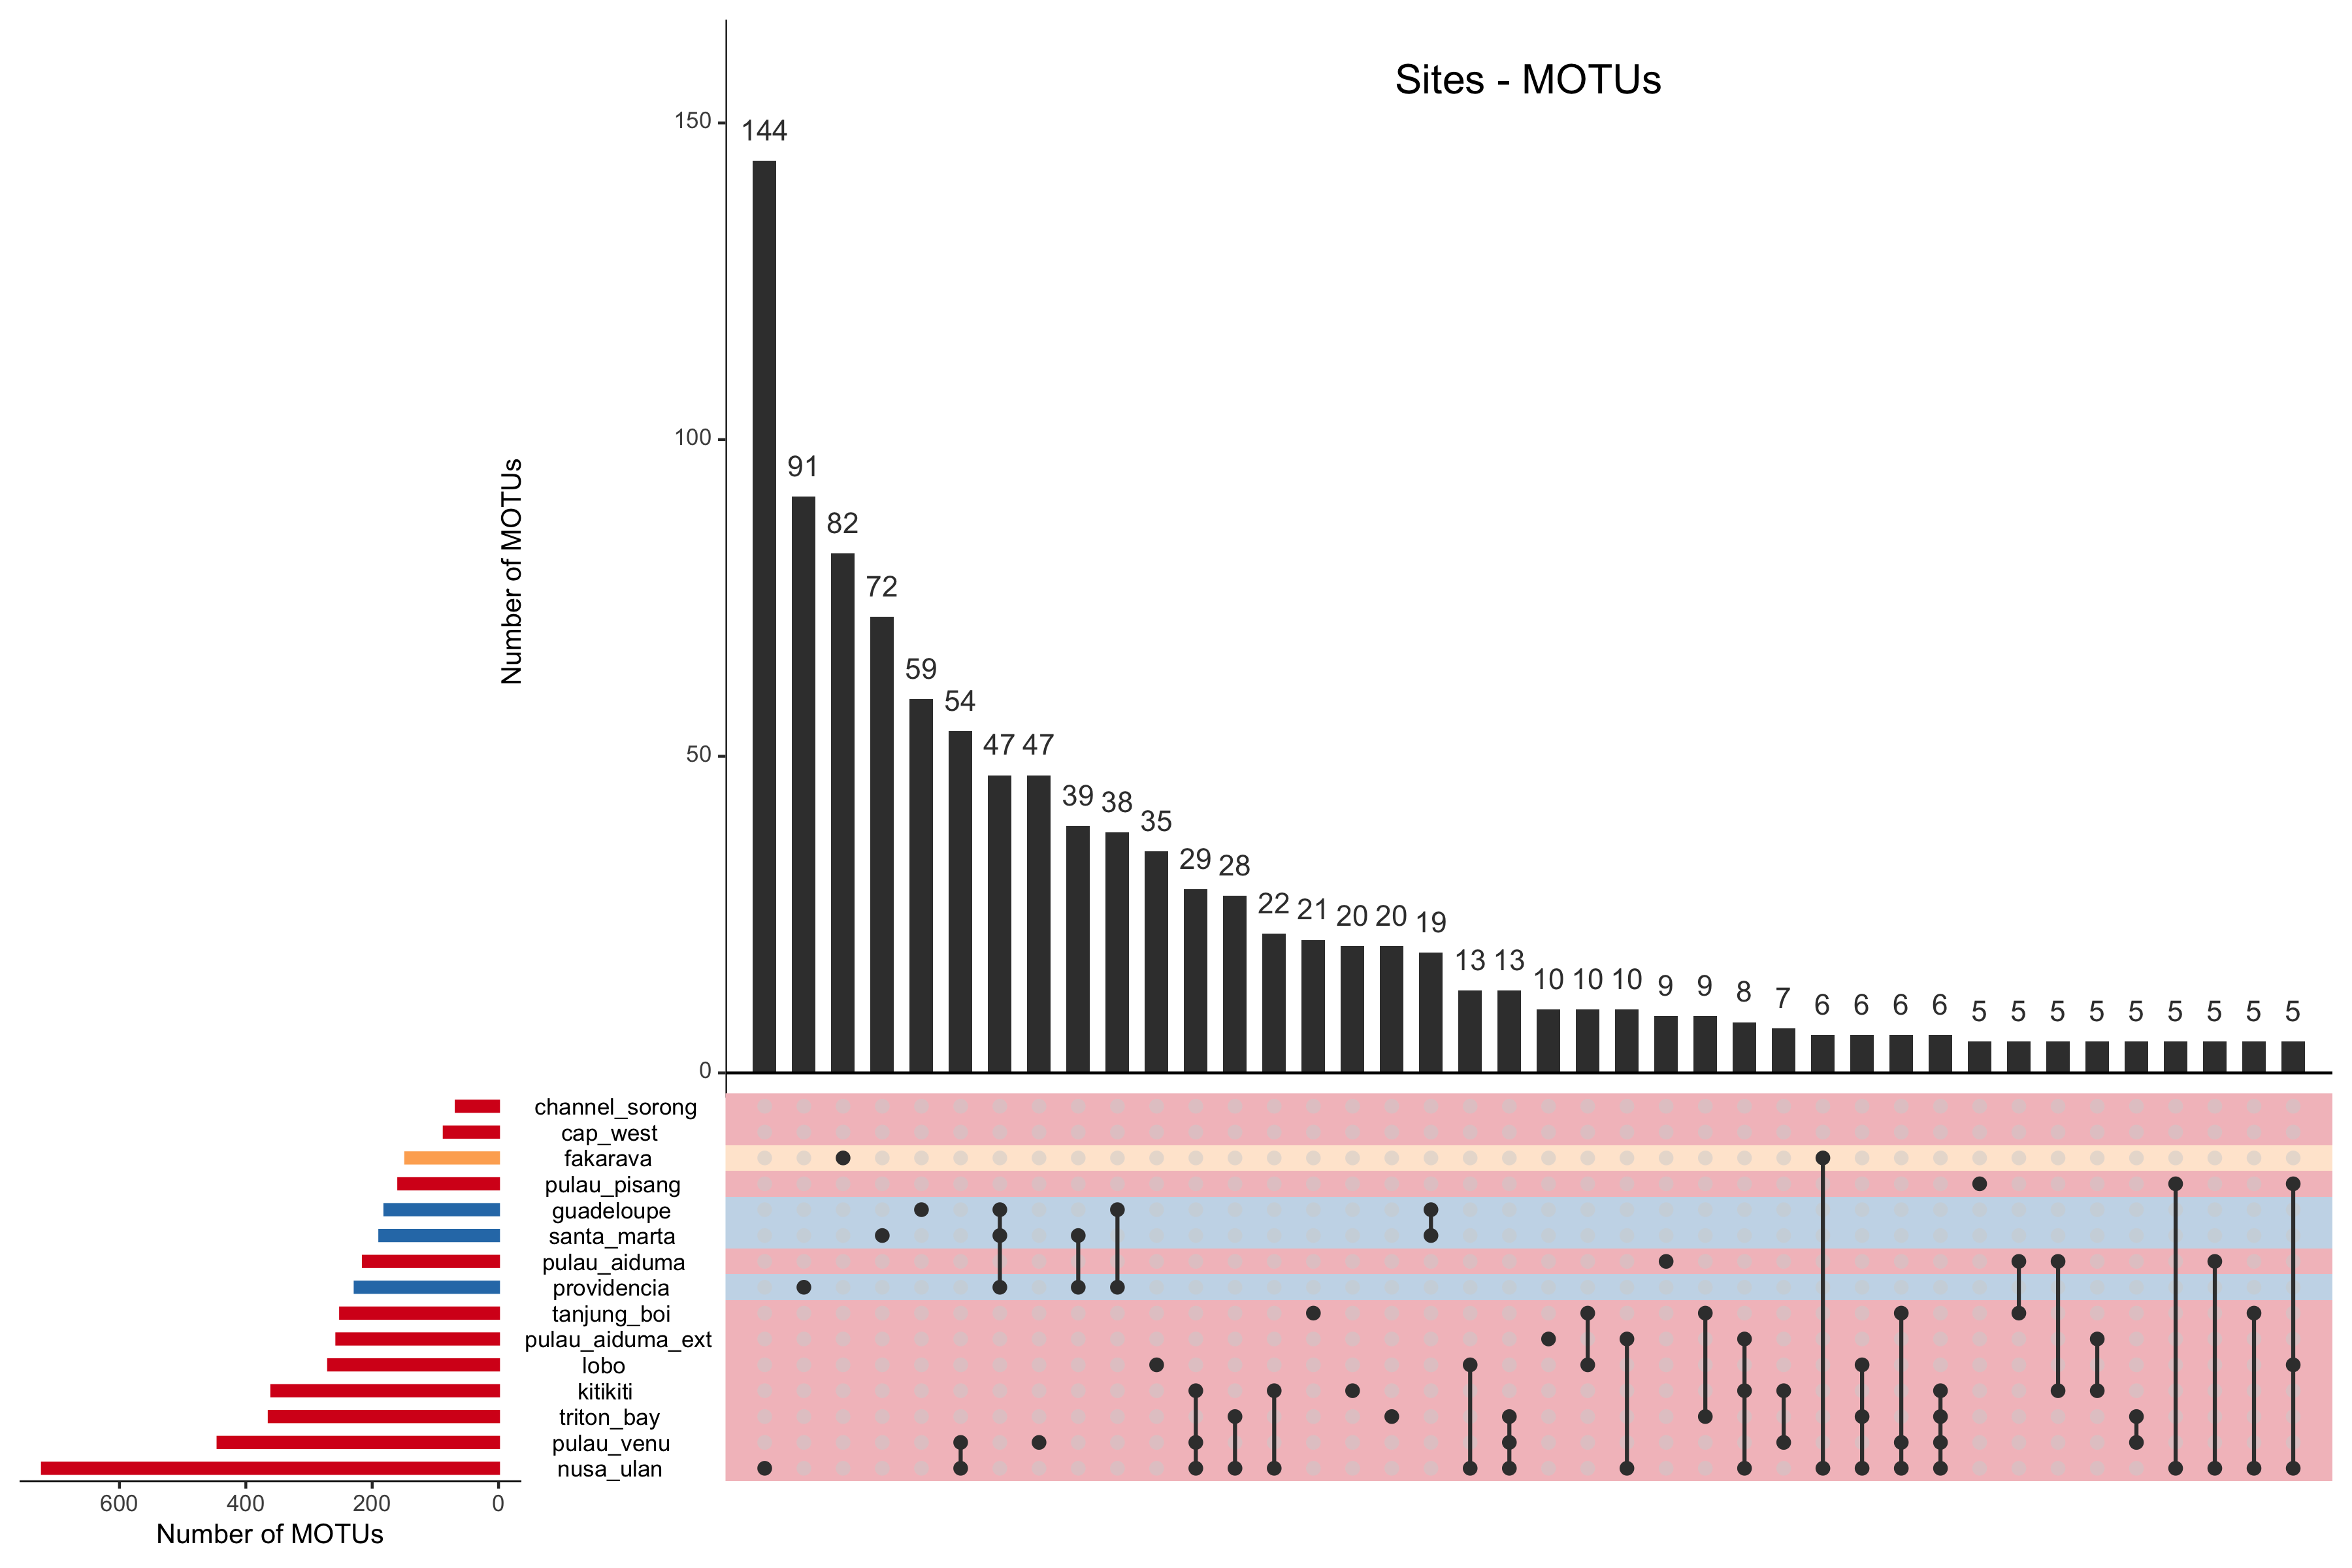 Sites - MOTUs
Number of MOTUs
150
100
50
0
144 91 82 72 59 54 47 47 39 38 35 29 28 22 21 20 20 19 13 13 10 10 10 9 9 8 7 6 6 6 6 5 5 5 5 5 5 5 5 5
channel_sorong
cap_west
fakarava
pulau_pisang
guadeloupe
santa_marta
pulau_aiduma
providencia
tanjung_boi
pulau_aiduma_ext
lobo
kitikiti
triton_bay
pulau_venu
nusa_ulan
600 400 200 0
Number of MOTUs